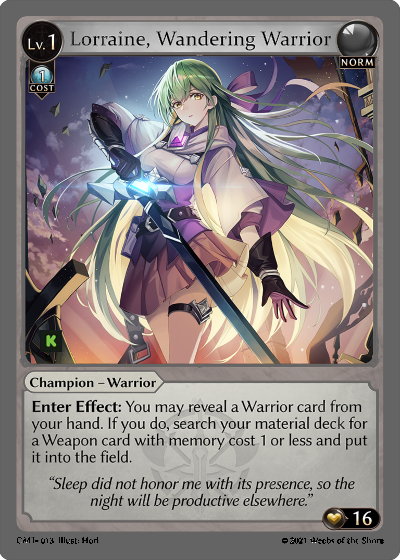 Lv.1 Lorraine, Wandering Warrior
NORM
1
COST
K
Champion – Warrior
Enter Effect: You may reveal a Warrior card from
your hand. If you do, search your material deck for
a Weapon card with memory cost 1 or less and put
it into the field.
“Sleep did not honor me with its presence, so the
night will be productive elsewhere.”
16
Illust: Hori © 2021 Weebs of the Shore